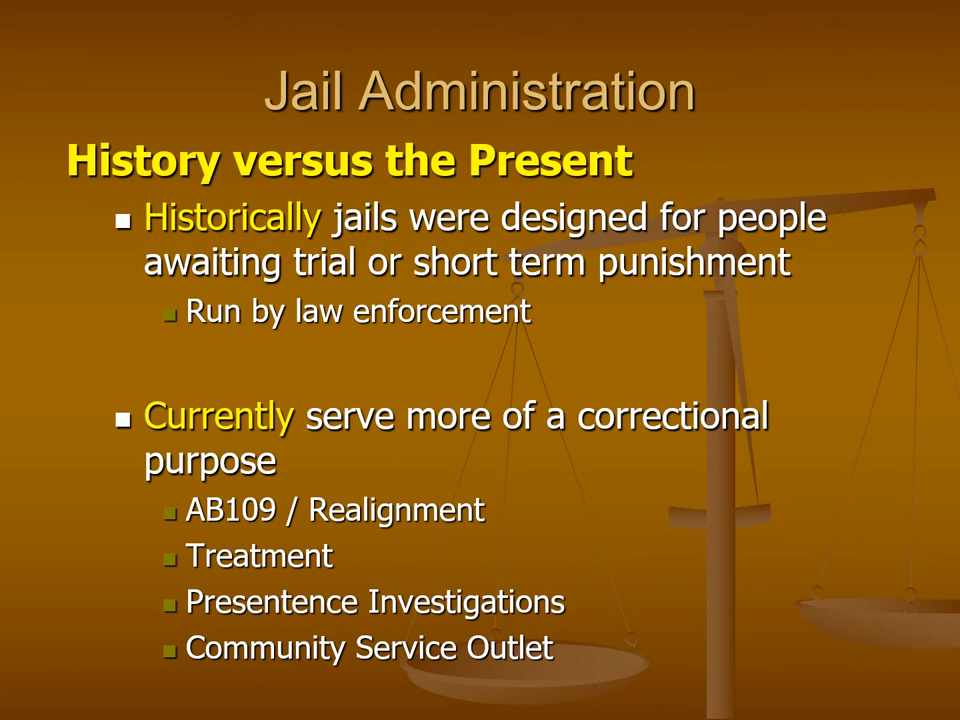 Jail Administration
History versus the Present
Historically jails were designed for people
awaiting trial or short term punishment
Run by law enforcement
Currently serve more of a correctional
purpose
AB109 / Realignment
Treatment
Presentence Investigations
Community Service Outlet